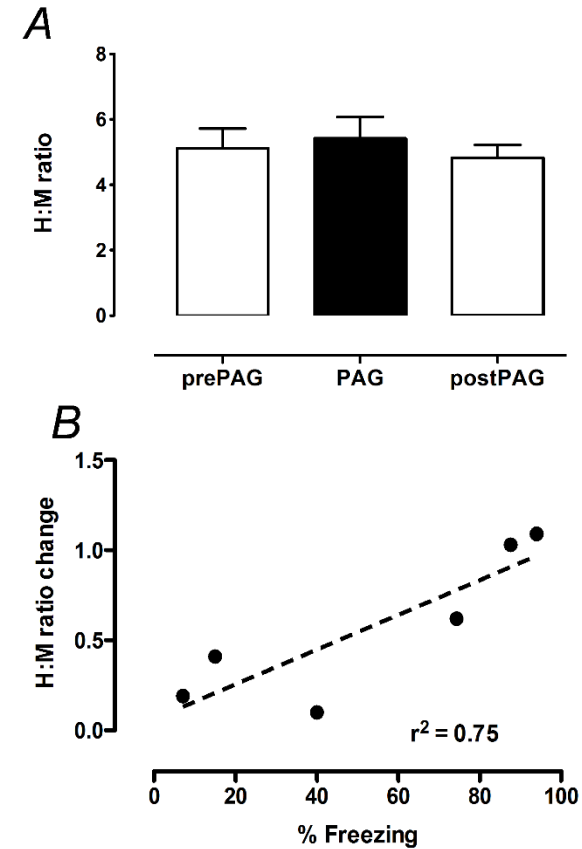 A
8
6
4
2
0
H:M ratio
prePAG PAG postPAG
B
1.5
1.0
0.5
0.0
H:M ratio change
r² = 0.75
0 20 40 60 80 100
% Freezing